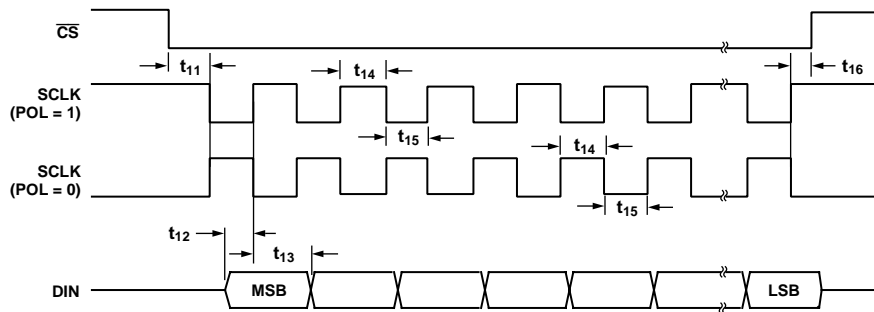 CS
t11
t14
t16
SCLK
(POL = 1)
t15
t14
SCLK
(POL = 0)
t15
t12
t13
DIN
MSB
LSB